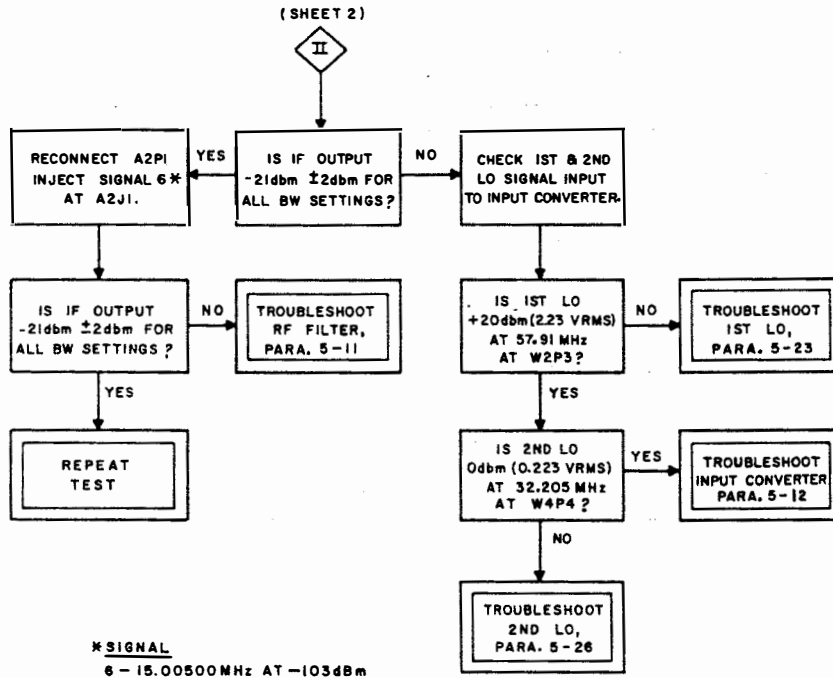 (SHEET 2)
II
RECONNECT A2P1
INJECT SIGNAL 6*
AT A2J1.
YES
IS IF OUTPUT
-21dbm ±2dbm FOR
ALL BW SETTINGS?
NO
CHECK 1ST & 2ND
LO SIGNAL INPUT
TO INPUT CONVERTER.
IS IF OUTPUT
-21dbm ±2dbm FOR
ALL BW SETTINGS?
NO
TROUBLESHOOT
RF FILTER,
PARA. 5-11
IS 1ST LO
+20dbm (2.23 VRMS)
AT 57.91 MHz
AT W2P3?
NO
TROUBLESHOOT
1ST LO,
PARA. 5-23
YES
YES
REPEAT
TEST
IS 2ND LO
0dbm (0.223 VRMS)
AT 32.205 MHz
AT W4P4?
YES
TROUBLESHOOT
INPUT CONVERTER
PARA. 5-12
NO
TROUBLESHOOT
2ND LO,
PARA. 5-26
*SIGNAL
6 - 15.00500 MHz AT -103dBm